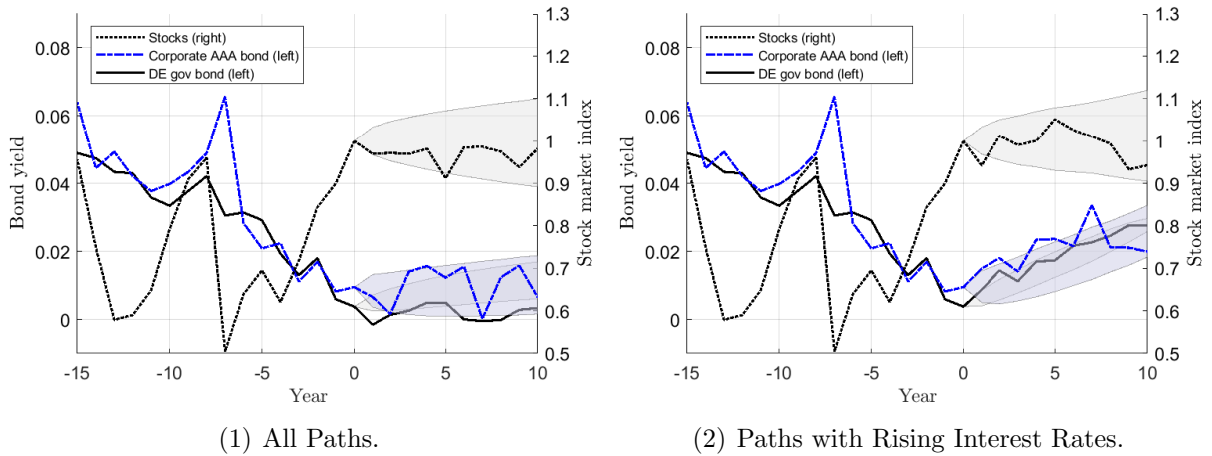 1.3
0.08
Stocks (right)
Corporate AAA bond (left)
DE gov bond (left)
1.2
1.1
0.06
1
0.04
0.9
0.8
0.02
0.7
0
0.6
0.5
Bond yield
Stock market index
-15
-10
-5
0
5
10
Year
(1) All Paths.
1.3
0.08
Stocks (right)
Corporate AAA bond (left)
DE gov bond (left)
1.2
1.1
0.06
1
0.04
0.9
0.8
0.02
0.7
0
0.6
0.5
Bond yield
Stock market index
-15
-10
-5
0
5
10
Year
(2) Paths with Rising Interest Rates.